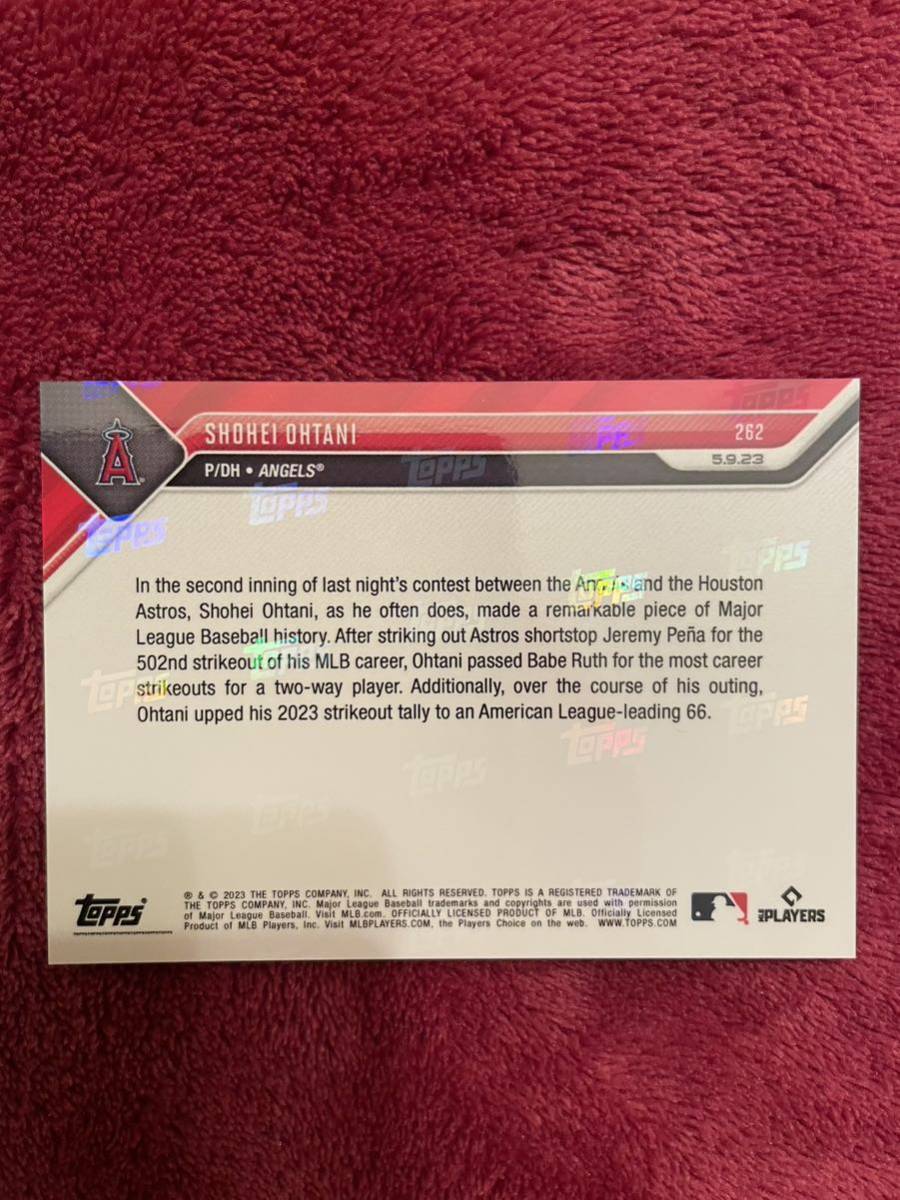 SHOHEI OHTANI
262
P/DH • ANGELS®
5.9.23
In the second inning of last night's contest between the Angels and the Houston
Astros, Shohei Ohtani, as he often does, made a remarkable piece of Major
League Baseball history. After striking out Astros shortstop Jeremy Peña for the
502nd strikeout of his MLB career, Ohtani passed Babe Ruth for the most career
strikeouts for a two-way player. Additionally, over the course of his outing,
Ohtani upped his 2023 strikeout tally to an American League-leading 66.
Topps
® & © 2023 THE TOPPS COMPANY, INC. ALL RIGHTS RESERVED. TOPPS IS A REGISTERED TRADEMARK OF
THE TOPPS COMPANY, INC. Major League Baseball trademarks and copyrights are used with permission
of Major League Baseball. Visit MLB.com. OFFICIALLY LICENSED PRODUCT OF MLB. Officially Licensed
Product of MLB Players, Inc. Visit MLBPLAYERS.COM, the Players Choice on the web. WWW.TOPPS.COM
MLB PLAYERS